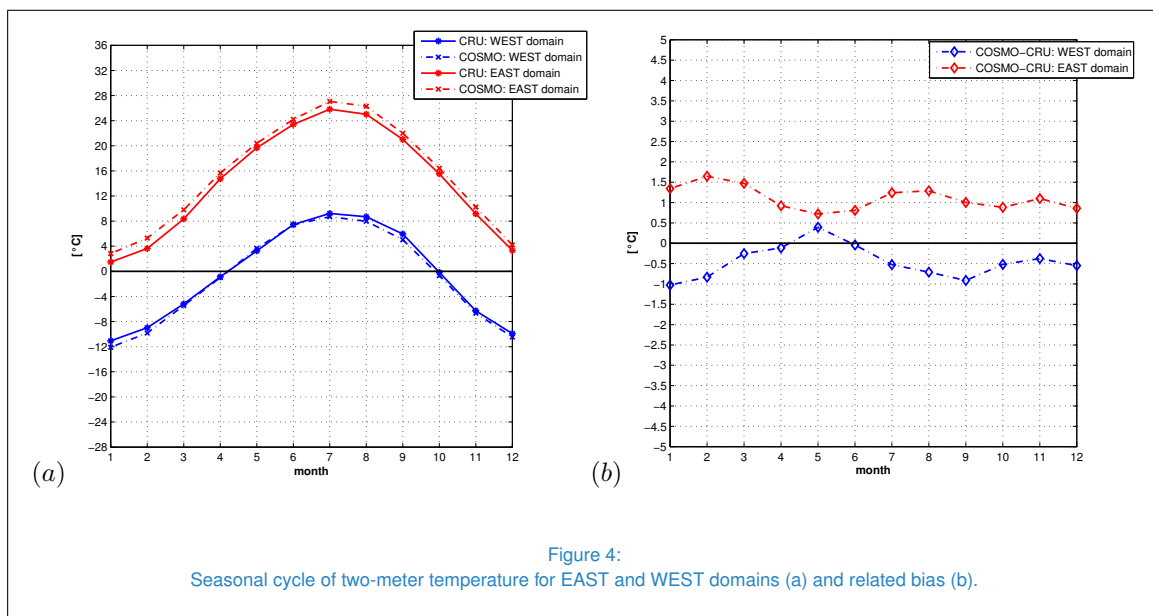 36
32
28
24
20
16
12
8
4
0
−4
−8
−12
−16
−20
−24
−28
[°C]
1 2 3 4 5 6 7 8 9 10 11 12
month
CRU: WEST domain
COSMO: WEST domain
CRU: EAST domain
COSMO: EAST domain
(a)
5
4.5
4
3.5
3
2.5
2
1.5
1
0.5
0
−0.5
−1
−1.5
−2
−2.5
−3
−3.5
−4
−4.5
−5
[°C]
1 2 3 4 5 6 7 8 9 10 11 12
month
COSMO−CRU: WEST domain
COSMO−CRU: EAST domain
(b)
Figure 4:
Seasonal cycle of two-meter temperature for EAST and WEST domains (a) and related bias (b).